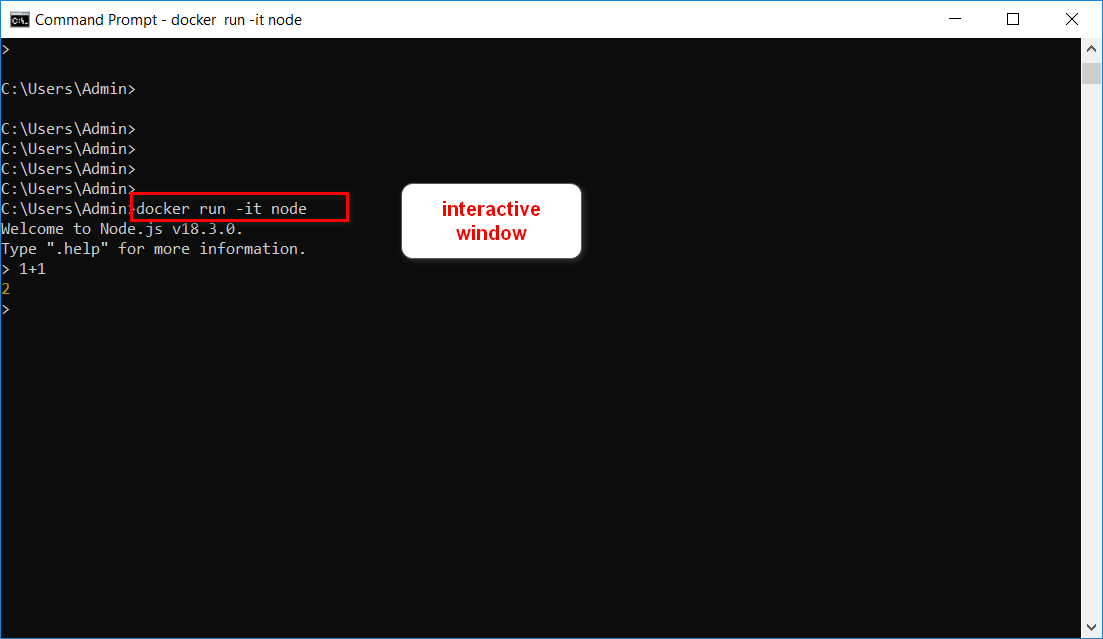 Command Prompt - docker  run -it node
>
C:\Users\Admin>
C:\Users\Admin>
C:\Users\Admin>
C:\Users\Admin>
C:\Users\Admin>
C:\Users\Admin>docker run -it node
Welcome to Node.js v18.3.0.
Type ".help" for more information.
> 1+1
2
>
interactive
window